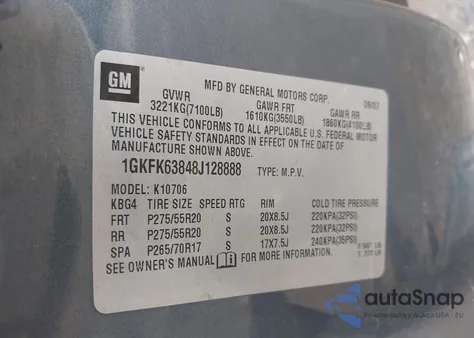 GM
MFD BY GENERAL MOTORS CORP. 09/07
GVWR GAWR FRT GAWR RR
3221KG(7100LB) 1610KG(3550LB) 1860KG(4100LB)
THIS VEHICLE CONFORMS TO ALL APPLICABLE U.S. FEDERAL MOTOR
VEHICLE SAFETY STANDARDS IN EFFECT ON THE DATE OF
MANUFACTURE SHOWN ABOVE.
1GKFK63848J128888 TYPE: M.P.V.
MODEL: K10706
KBG4 TIRE SIZE SPEED RTG RIM COLD TIRE PRESSURE
FRT P275/55R20 S 20X8.5J 220KPA(32PSI)
RR P275/55R20 S 20X8.5J 220KPA(32PSI)
SPA P265/70R17 S 17X7.5J 240KPA(35PSI)
SEE OWNER'S MANUAL FOR MORE INFORMATION.
autoSnap